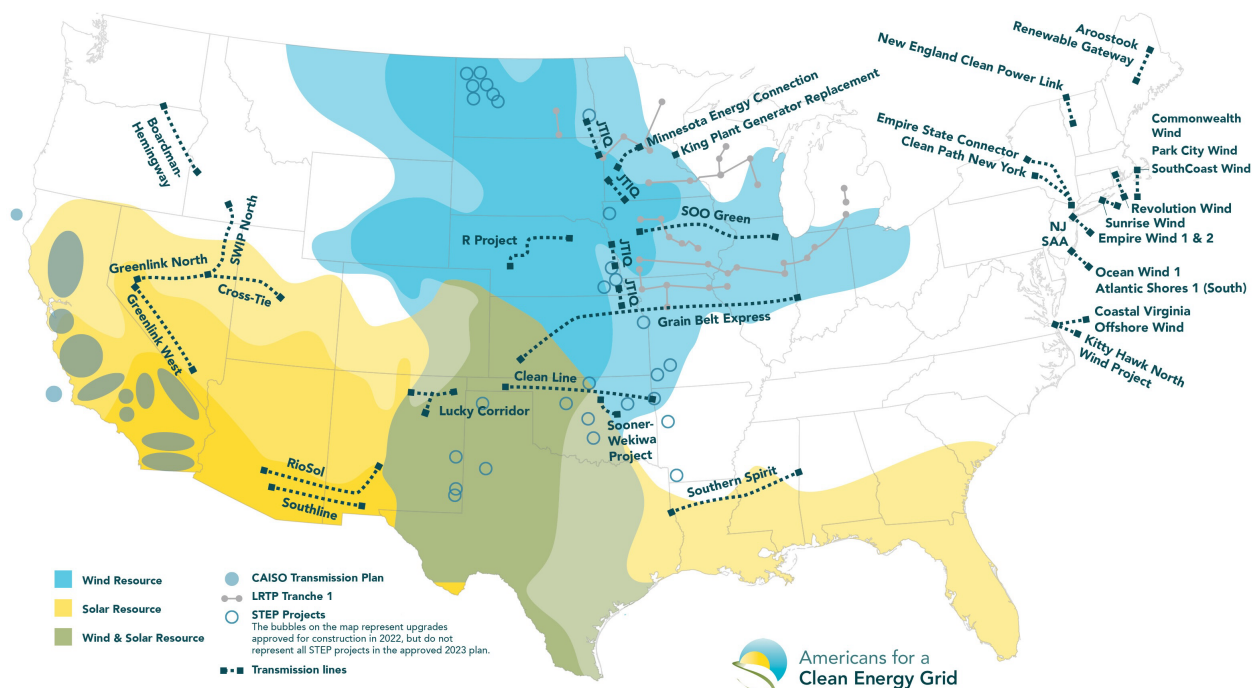 Aroostook
Renewable Gateway
New England Clean Power Link
Commonwealth
Wind
Park City Wind
SouthCoast Wind
Empire State Connector
Clean Path New York
Revolution Wind
Sunrise Wind
Empire Wind 1 & 2
NJ
SAA
Ocean Wind 1
Atlantic Shores 1 (South)
Coastal Virginia
Offshore Wind
Kitty Hawk North
Wind Project
Minnesota Energy Connection
King Plant Generator Replacement
JTIQ
JTIQ
Boardman-
Hemingway
SWIP North
SOO Green
R Project
JTIQ
JTIQ
Greenlink North
Cross-Tie
Greenlink West
Grain Belt Express
Clean Line
Lucky Corridor
Sooner-
Wekiwa
Project
RioSol
Southline
Southern Spirit
Wind Resource
Solar Resource
Wind & Solar Resource
CAISO Transmission Plan
LRTP Tranche 1
STEP Projects
The bubbles on the map represent upgrades
approved for construction in 2022, but do not
represent all STEP projects in the approved 2023 plan.
Transmission lines
Americans for a
Clean Energy Grid